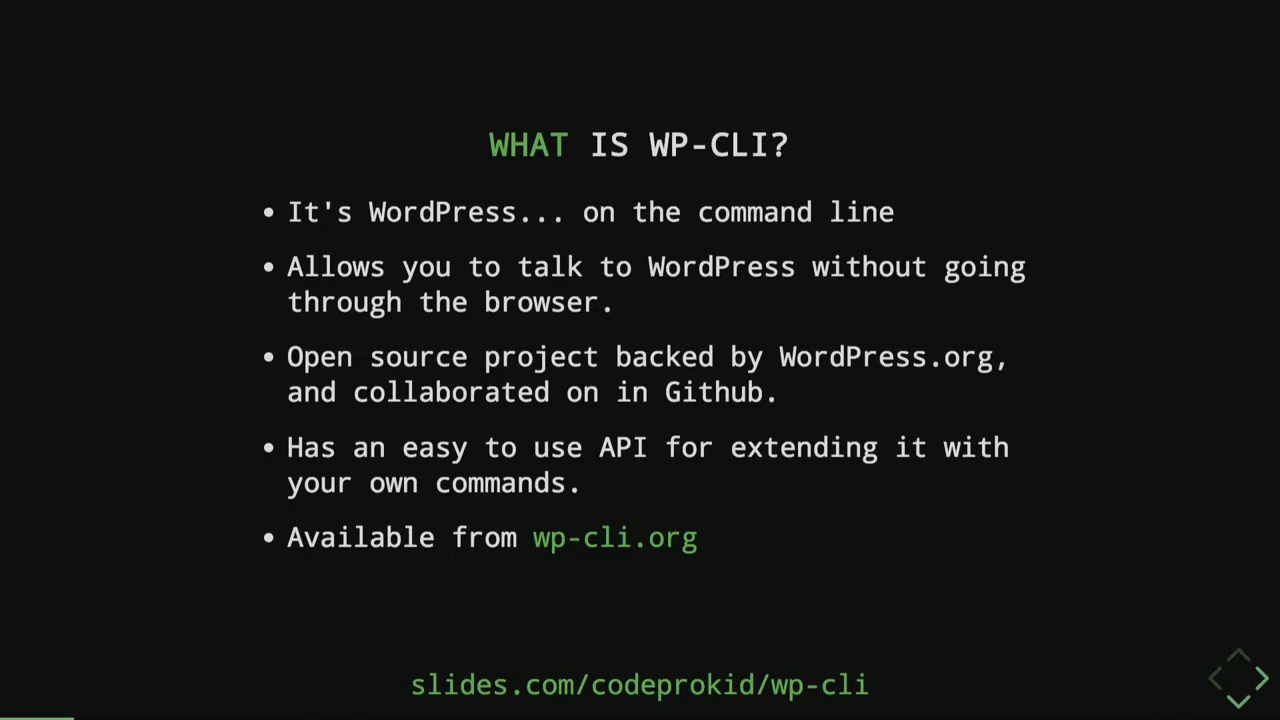 WHAT IS WP-CLI?
• It's WordPress... on the command line
• Allows you to talk to WordPress without going
through the browser.
• Open source project backed by WordPress.org,
and collaborated on in Github.
• Has an easy to use API for extending it with
your own commands.
• Available from wp-cli.org
slides.com/codeprokid/wp-cli